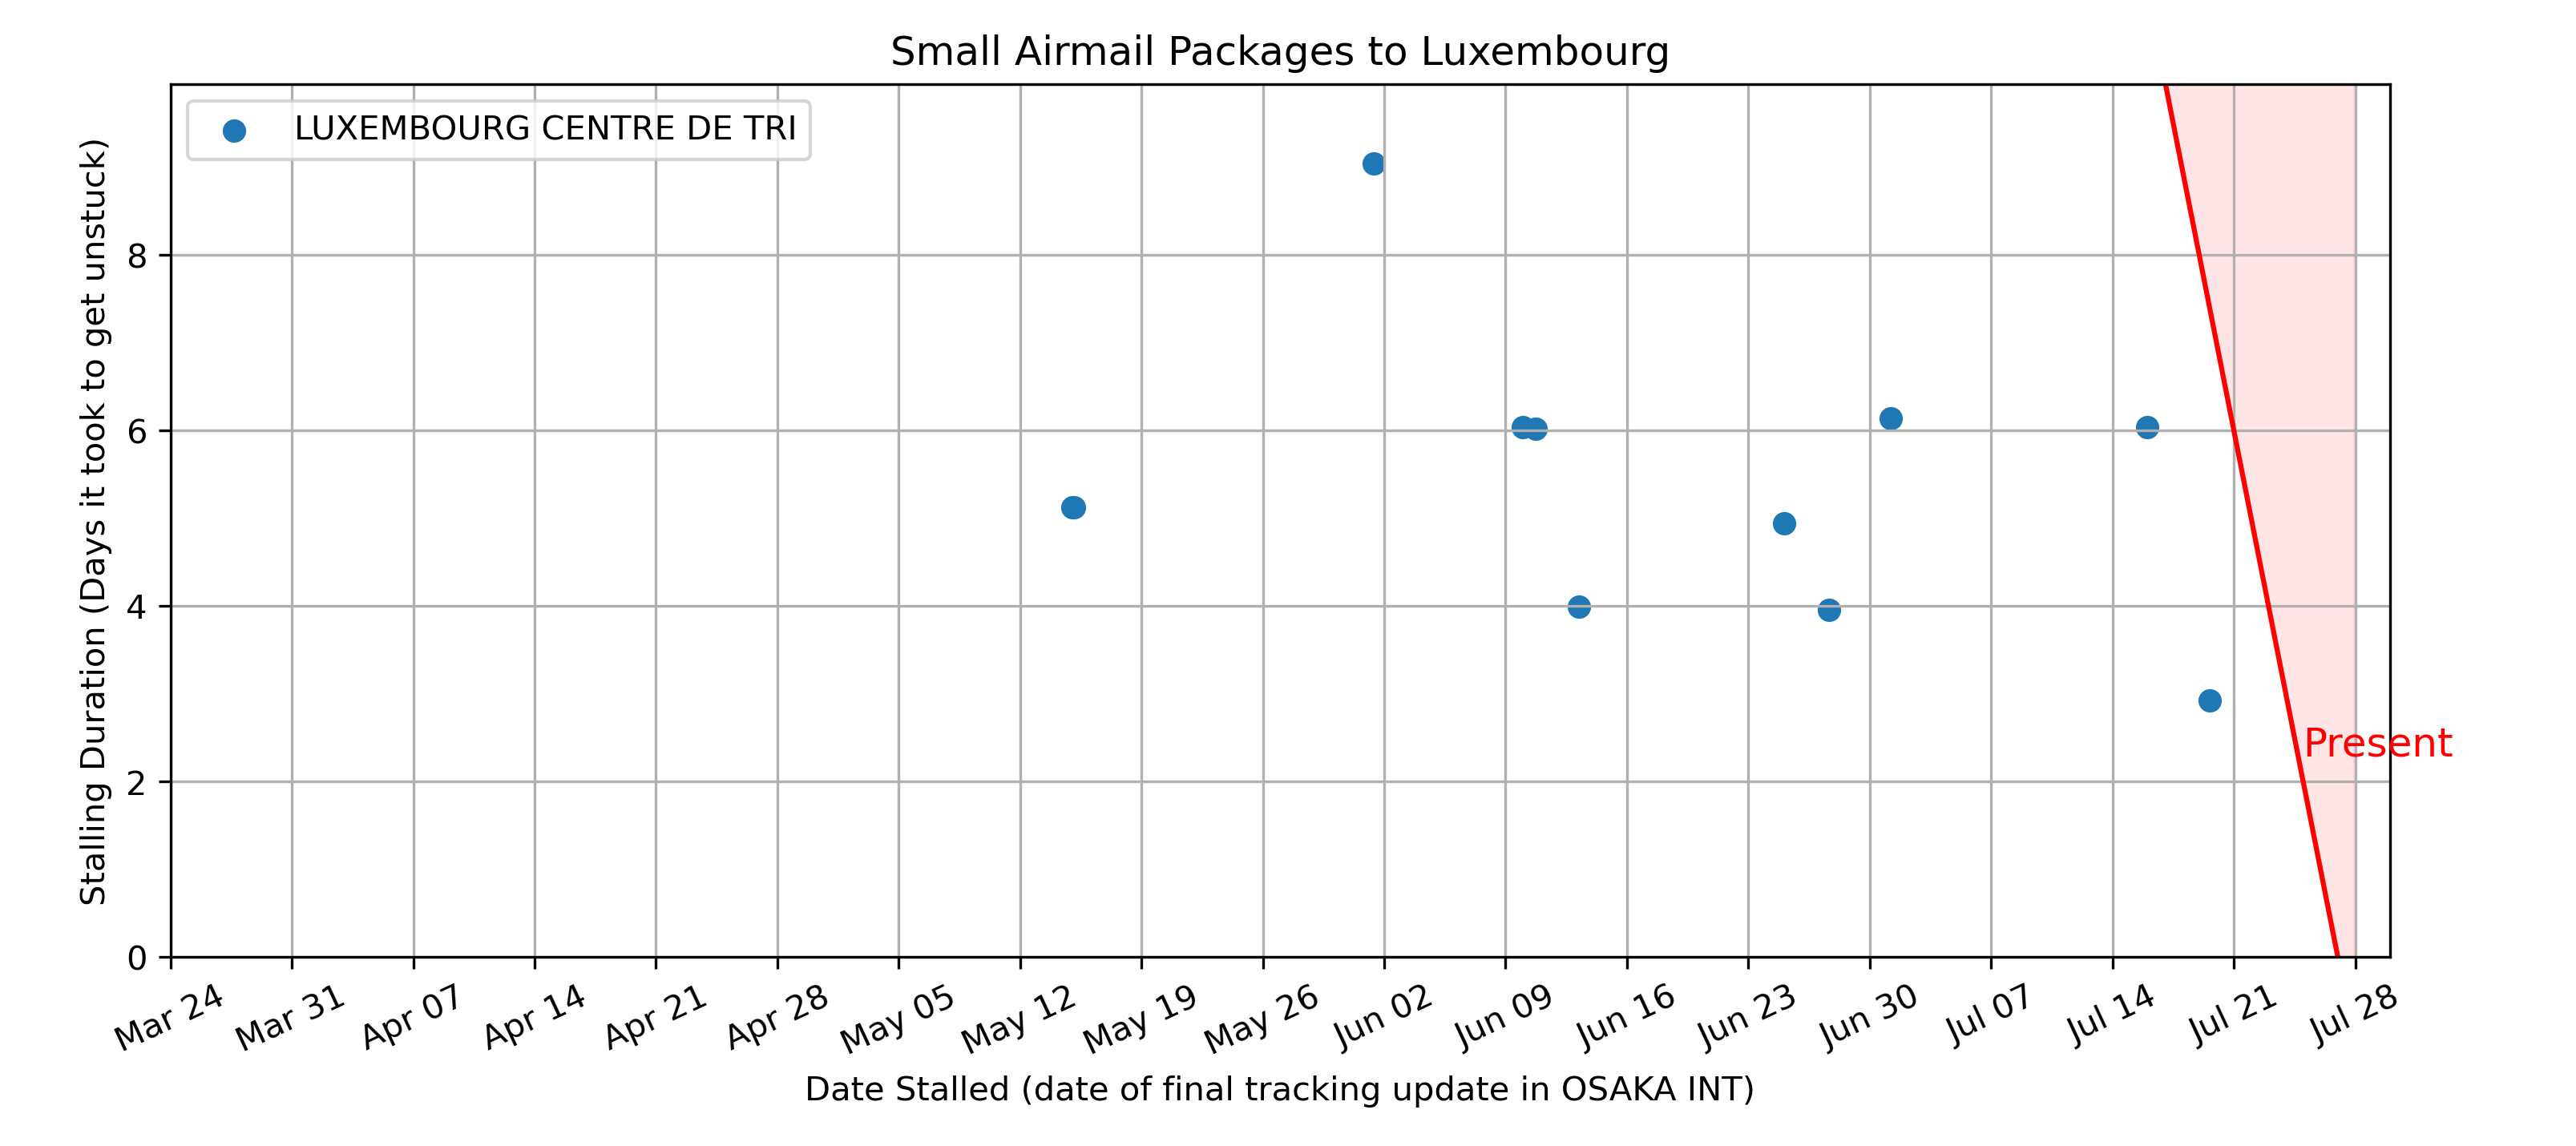 Small Airmail Packages to Luxembourg
LUXEMBOURG CENTRE DE TRI
Stalling Duration (Days it took to get unstuck)
8
6
4
2
0
Present
Mar 24
Mar 31
Apr 07
Apr 14
Apr 21
Apr 28
May 05
May 12
May 19
May 26
Jun 02
Jun 09
Jun 16
Jun 23
Jun 30
Jul 07
Jul 14
Jul 21
Jul 28
Date Stalled (date of final tracking update in OSAKA INT)